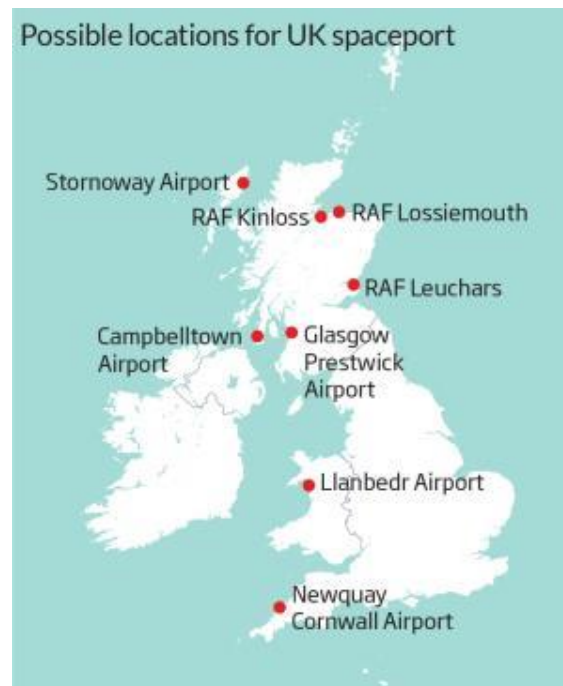 Possible locations for UK spaceport
Stornoway Airport
RAF Kinloss
RAF Lossiemouth
RAF Leuchars
Campbelltown
Airport
Glasgow
Prestwick
Airport
Llanbedr Airport
Newquay
Cornwall Airport